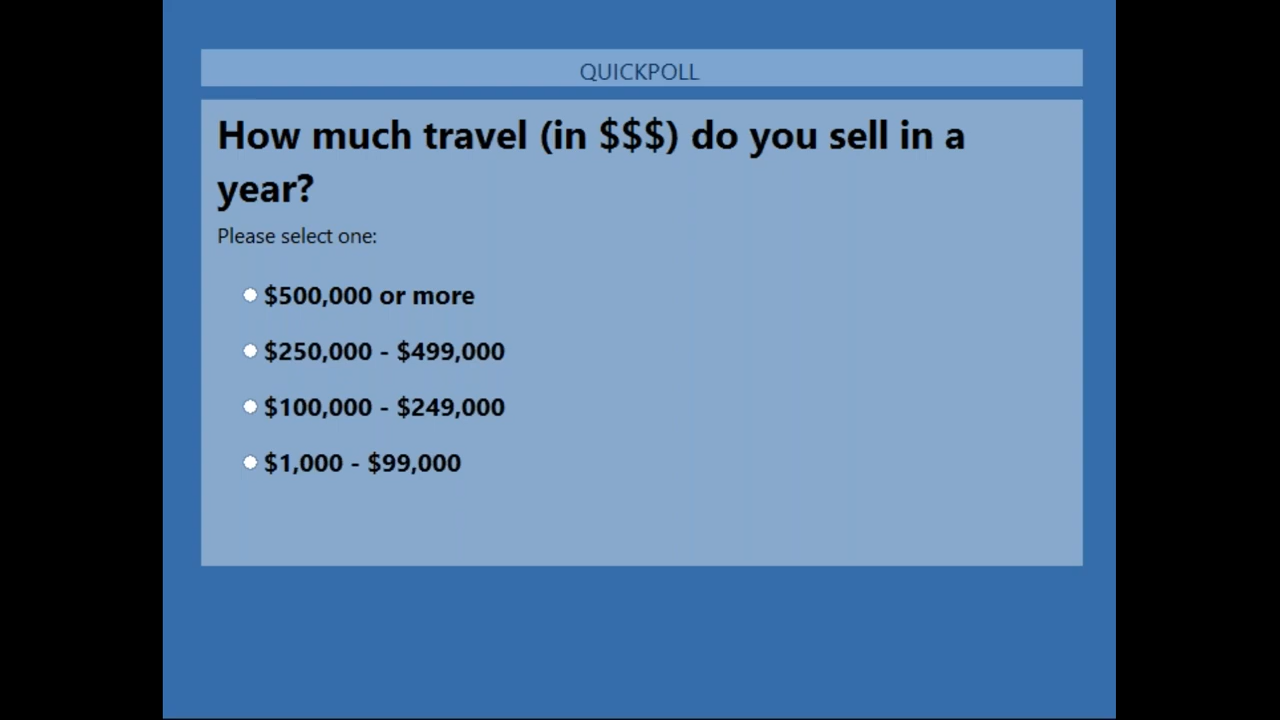 QUICKPOLL
How much travel (in $$$) do you sell in a
year?
Please select one:
$500,000 or more
$250,000 - $499,000
$100,000 - $249,000
$1,000 - $99,000